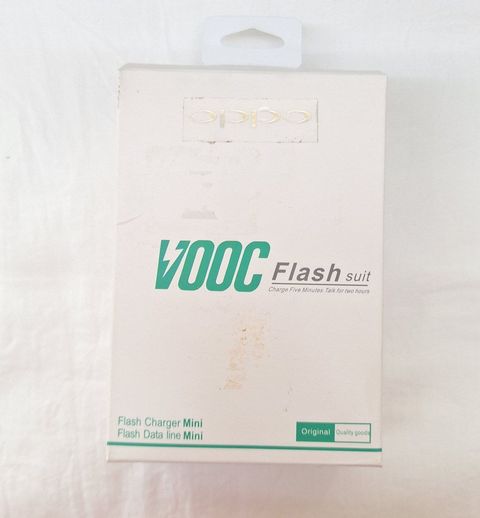 oppo
VOOC Flash suit
Charge Five Minutes Talk for two hours
Flash Charger Mini
Flash Data line Mini
Original Quality goods